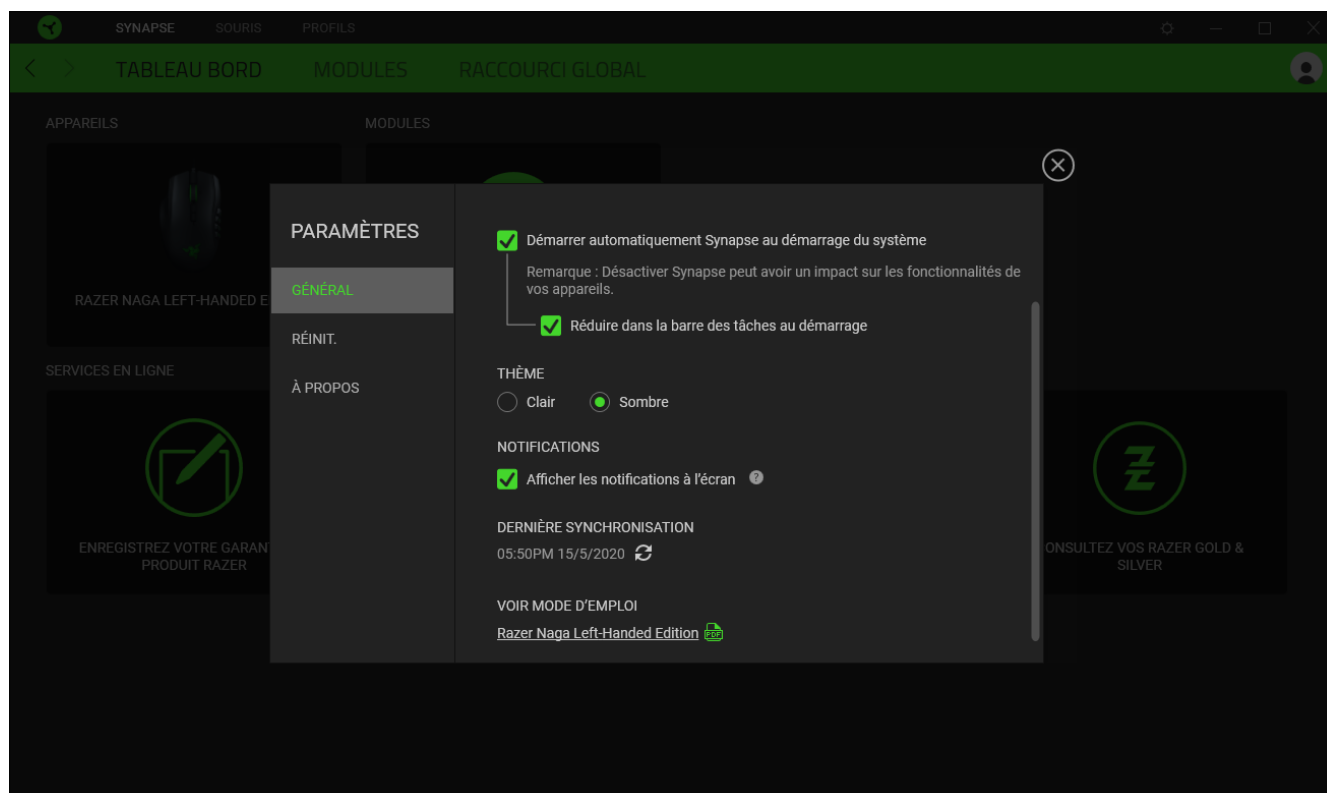 SYNAPSE SOURIS PROFILS
TABLEAU BORD MODULES RACCOURCI GLOBAL
APPAREILS MODULES
RAZER NAGA LEFT-HANDED E
SERVICES EN LIGNE
ENREGISTREZ VOTRE GARAN
PRODUIT RAZER
PARAMÈTRES
GÉNÉRAL
RÉINIT.
À PROPOS
Démarrer automatiquement Synapse au démarrage du système
Remarque : Désactiver Synapse peut avoir un impact sur les fonctionnalités de
vos appareils.
Réduire dans la barre des tâches au démarrage
THÈME
Clair Sombre
NOTIFICATIONS
Afficher les notifications à l'écran ?
DERNIÈRE SYNCHRONISATION
05:50PM 15/5/2020
VOIR MODE D'EMPLOI
Razer Naga Left-Handed Edition PDF
ONSULTEZ VOS RAZER GOLD &
SILVER